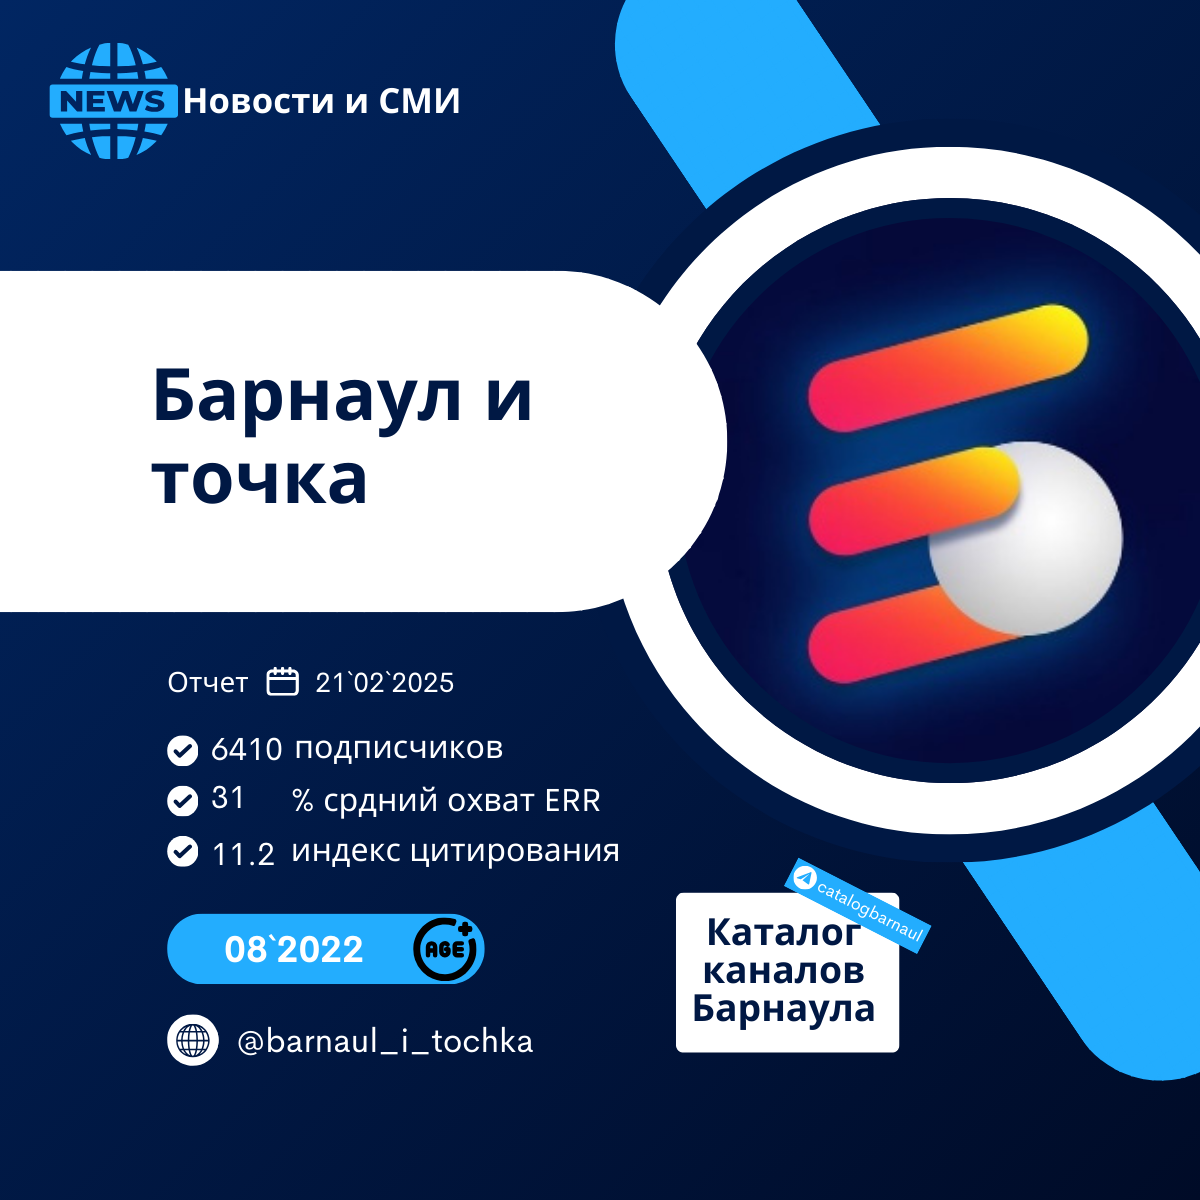 NEWS Новости и СМИ
Барнаул и
точка
Отчет 21`02`2025
6410 подписчиков
31 % срдний охват ERR
11.2 индекс цитирования
08`2022 AGE+
@barnaul_i_tochka
catalogbarnaul
Каталог
каналов
Барнаула